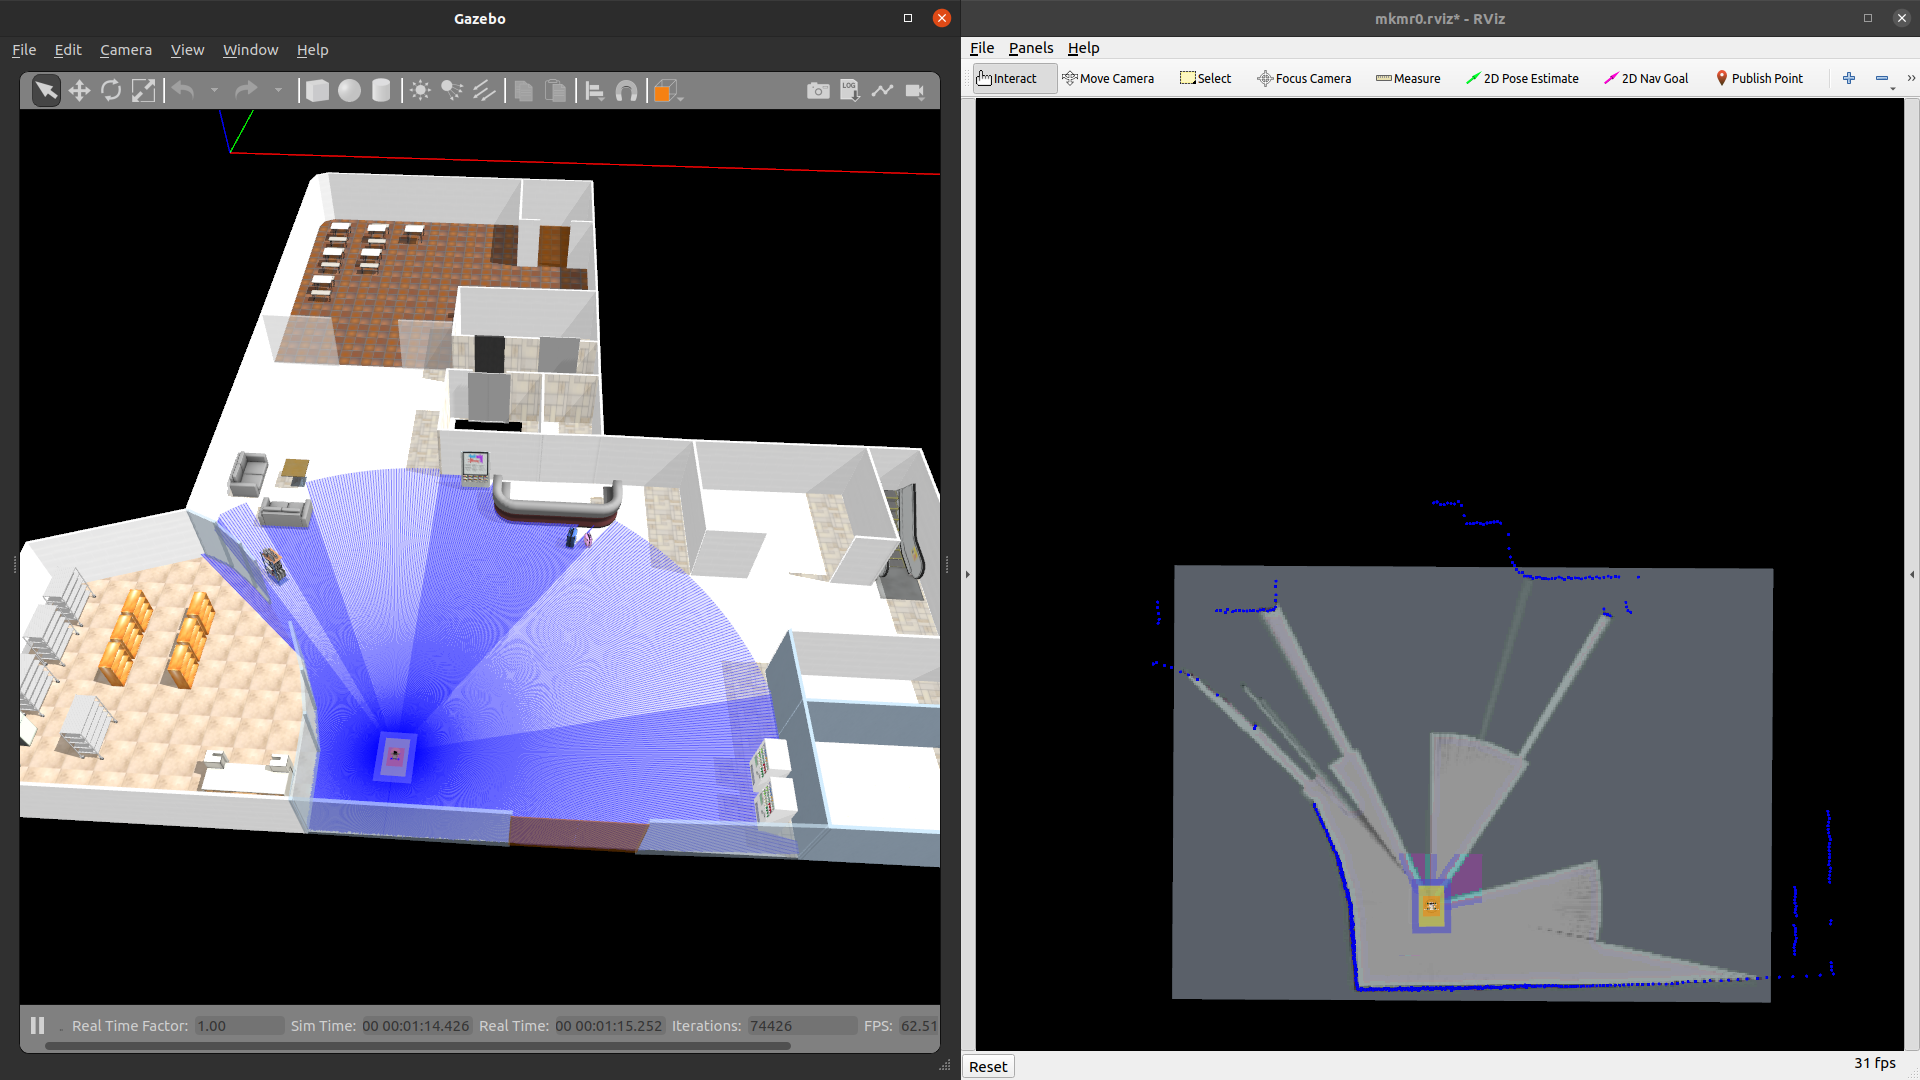 Gazebo
File Edit Camera View Window Help
LOG
Real Time Factor: 1.00 Sim Time: 00 00:01:14.426 Real Time: 00 00:01:15.252 Iterations: 74426 FPS: 62.51
mkmr0.rviz* - RViz
File Panels Help
Interact Move Camera Select Focus Camera Measure 2D Pose Estimate 2D Nav Goal Publish Point
Reset
31 fps